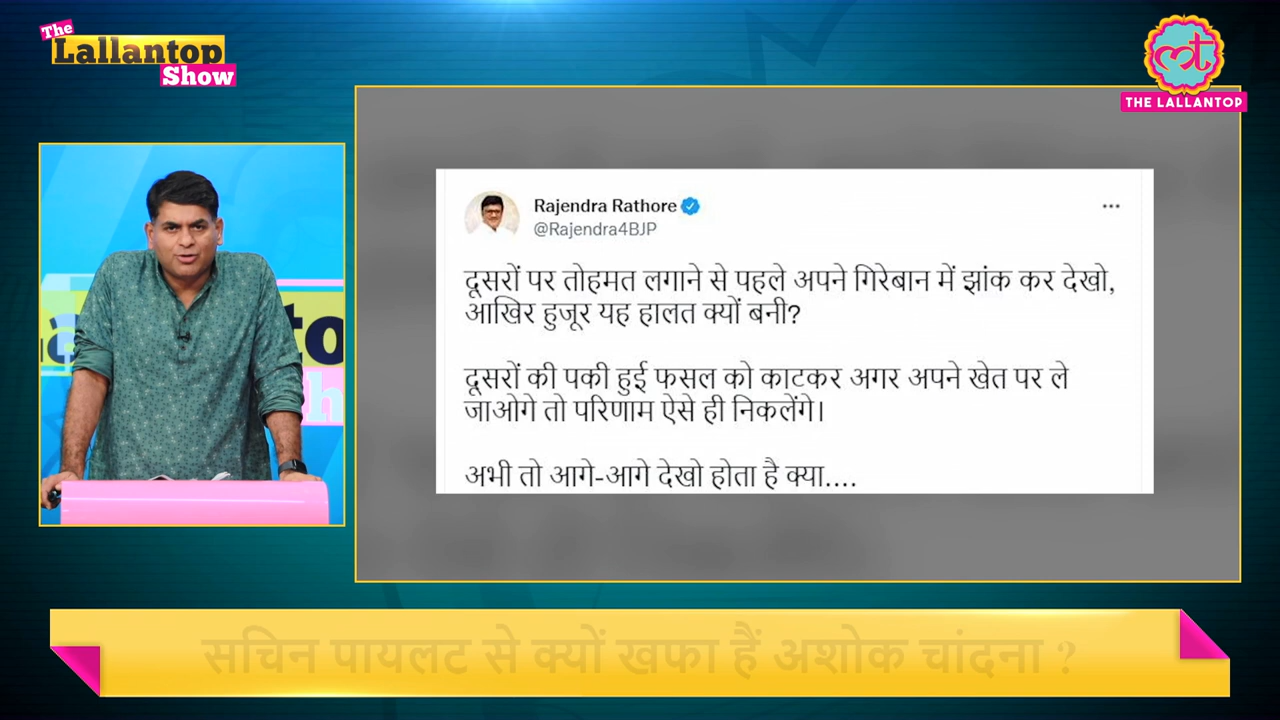 The
Lallantop
Show
mt
THE LALLANTOP
Rajendra Rathore
@Rajendra4BJP
दूसरों पर तोहमत लगाने से पहले अपने गिरेबान में झांक कर देखो,
आखिर हुजूर यह हालत क्यों बनी?
दूसरों की पकी हुई फसल को काटकर अगर अपने खेत पर ले
जाओगे तो परिणाम ऐसे ही निकलेंगे।
अभी तो आगे-आगे देखो होता है क्या....
सचिन पायलट से क्यों खफा हैं अशोक चांदना ?